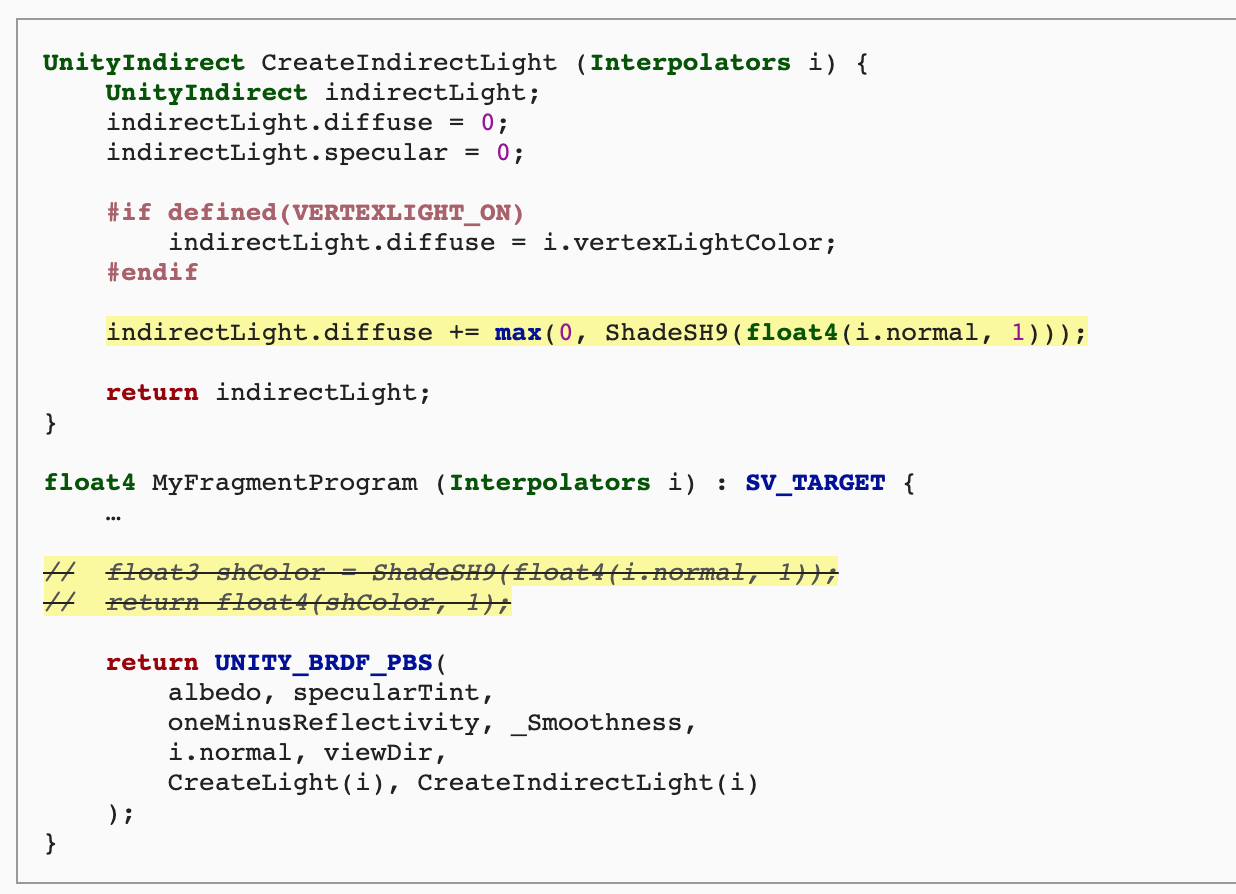 UnityIndirect CreateIndirectLight (Interpolators i) {
    UnityIndirect indirectLight;
    indirectLight.diffuse = 0;
    indirectLight.specular = 0;

    #if defined(VERTEXLIGHT_ON)
        indirectLight.diffuse = i.vertexLightColor;
    #endif

    indirectLight.diffuse += max(0, ShadeSH9(float4(i.normal, 1)));

    return indirectLight;
}

float4 MyFragmentProgram (Interpolators i) : SV_TARGET {
    …

//  float3 shColor = ShadeSH9(float4(i.normal, 1));
//  return float4(shColor, 1);

    return UNITY_BRDF_PBS(
        albedo, specularTint,
        oneMinusReflectivity, _Smoothness,
        i.normal, viewDir,
        CreateLight(i), CreateIndirectLight(i)
    );
}